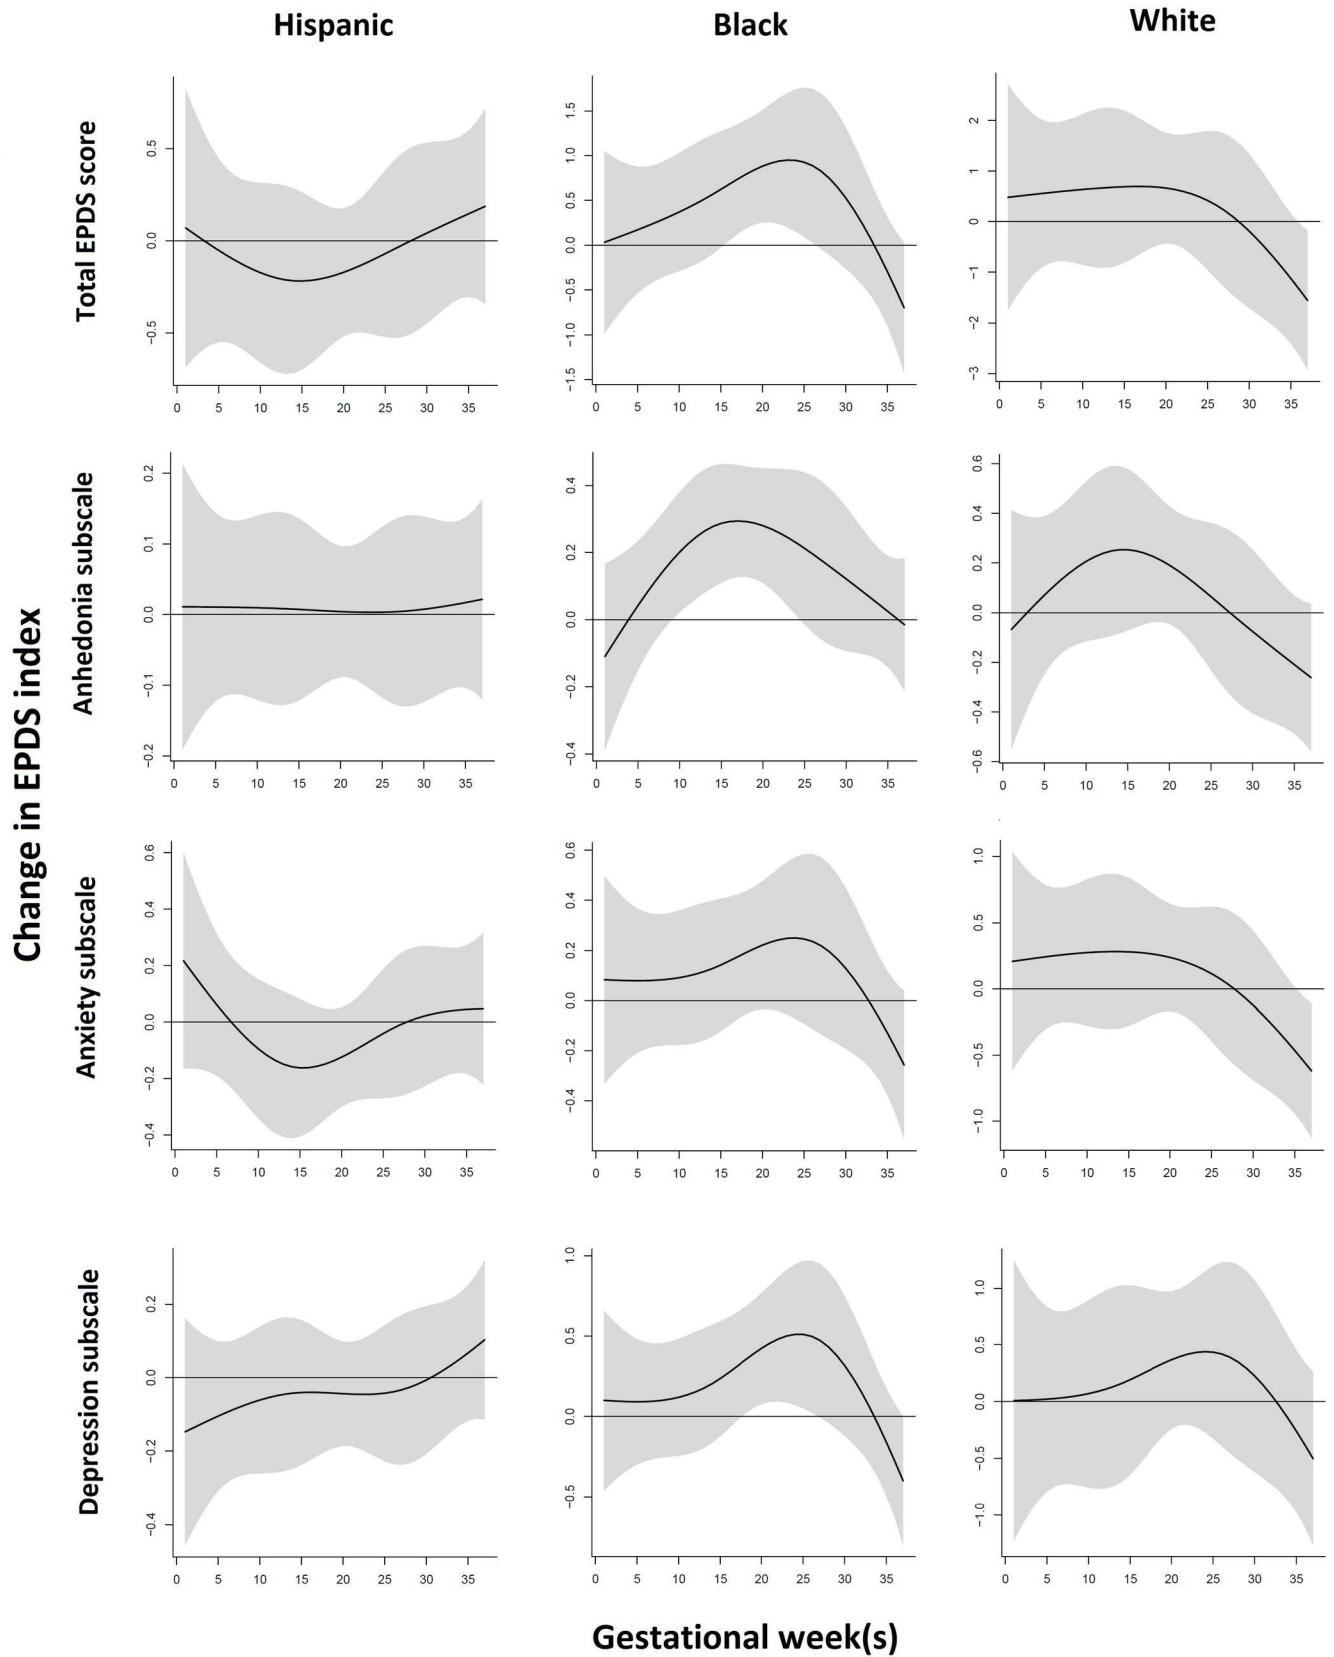 Hispanic Black White
Change in EPDS index
Total EPDS score
0.5 0.0 −0.5
0 5 10 15 20 25 30 35
1.5 1.0 0.5 0.0 −0.5 −1.0 −1.5
0 5 10 15 20 25 30 35
2 1 0 −1 −2 −3
0 5 10 15 20 25 30 35
Anhedonia subscale
0.2 0.1 0.0 −0.1 −0.2
0 5 10 15 20 25 30 35
0.4 0.2 0.0 −0.2 −0.4
0 5 10 15 20 25 30 35
0.6 0.4 0.2 0.0 −0.2 −0.4 −0.6
0 5 10 15 20 25 30 35
Anxiety subscale
0.6 0.4 0.2 0.0 −0.2 −0.4
0 5 10 15 20 25 30 35
0.6 0.4 0.2 0.0 −0.2 −0.4
0 5 10 15 20 25 30 35
1.0 0.5 0.0 −0.5 −1.0
0 5 10 15 20 25 30 35
Depression subscale
0.2 0.0 −0.2 −0.4
0 5 10 15 20 25 30 35
1.0 0.5 0.0 −0.5
0 5 10 15 20 25 30 35
1.0 0.5 0.0 −0.5 −1.0
0 5 10 15 20 25 30 35
Gestational week(s)